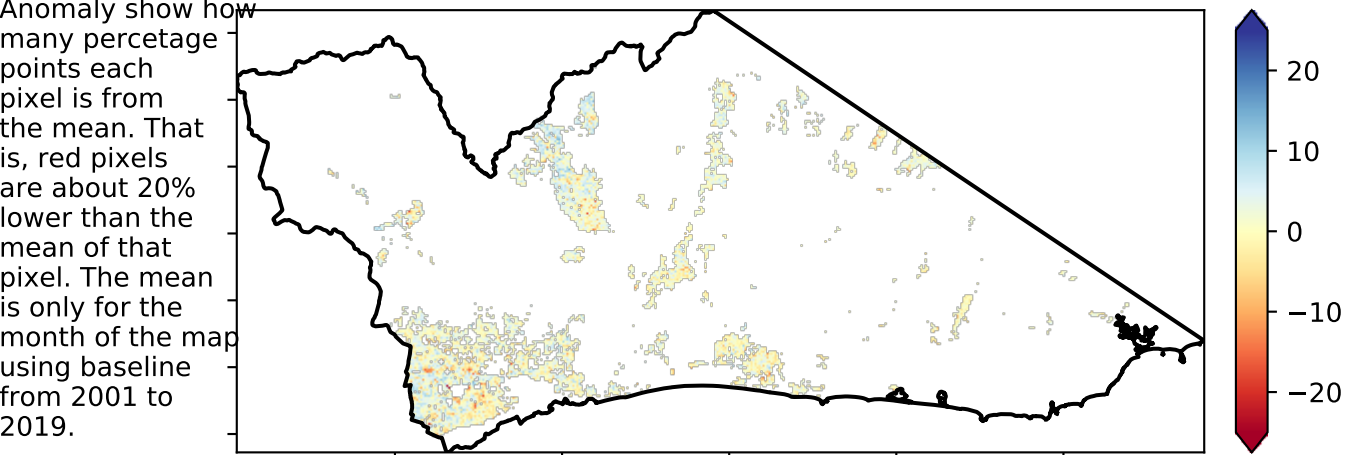 Anomaly show how
many percetage
points each
pixel is from
the mean. That
is, red pixels
are about 20%
lower than the
mean of that
pixel. The mean
is only for the
month of the map
using baseline
from 2001 to
2019.
20
10
0
−10
−20